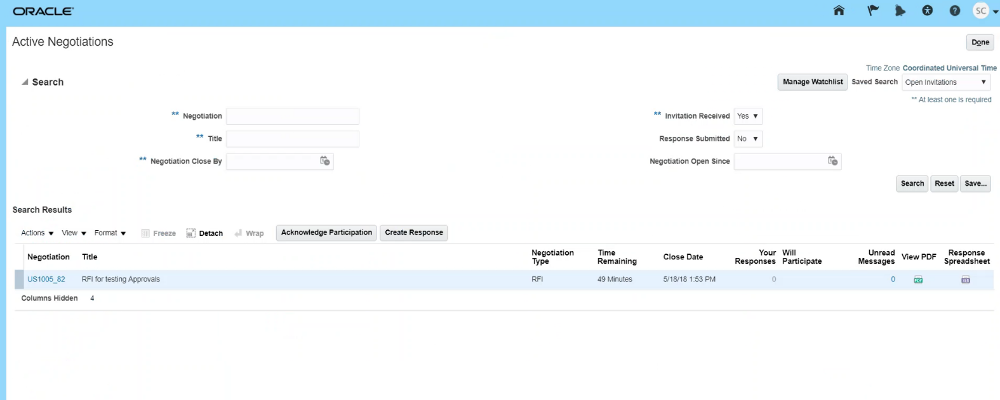 ORACLE
SC
Active Negotiations
Done
Time Zone Coordinated Universal Time
Search
Manage Watchlist Saved Search Open Invitations
** At least one is required
** Negotiation
** Invitation Received Yes
** Title
Response Submitted No
** Negotiation Close By
Negotiation Open Since
Search Reset Save...
Search Results
Actions View Format Freeze Detach Wrap Acknowledge Participation Create Response
Negotiation Title Negotiation Type Time Remaining Close Date Your Responses Will Participate Unread Messages View PDF Response Spreadsheet
US1005_82 RFI for testing Approvals RFI 49 Minutes 5/18/18 1:53 PM 0 0 PDF XLS
Columns Hidden 4